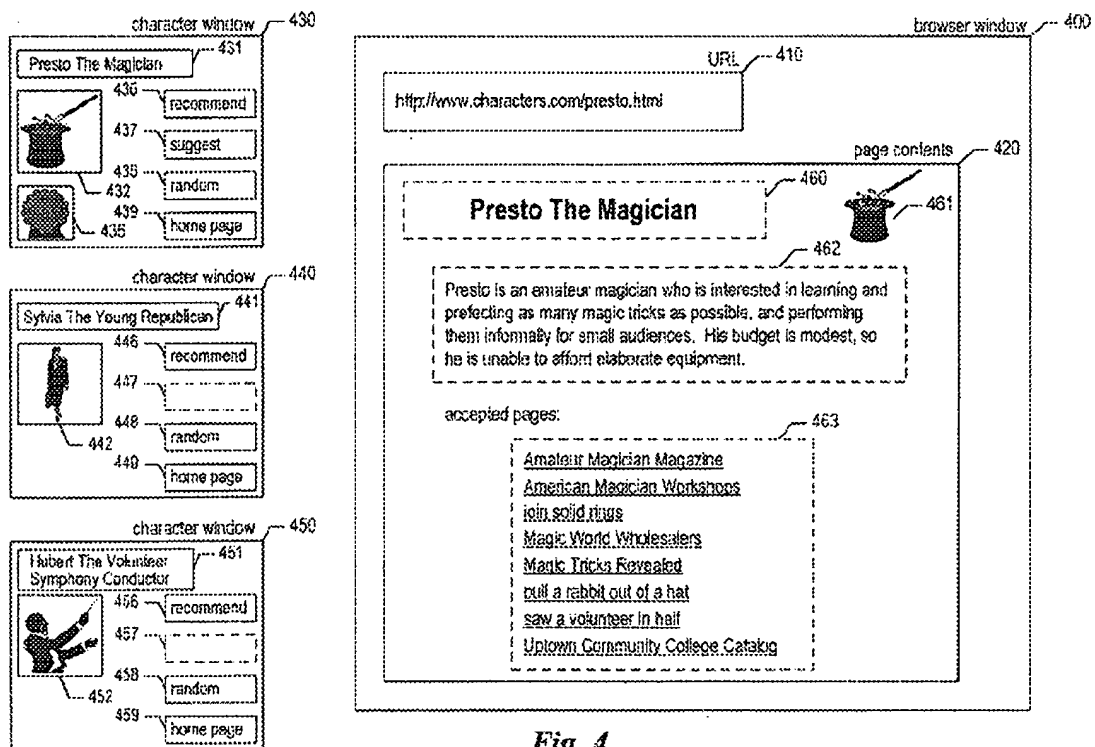 character window 430
431
Presto The Magician
436
recommend
437
suggest
438
random
432
439
home page
435
character window 440
441
Sylvia The Young Republican
446
recommend
447
442
448
random
449
home page
character window 450
451
Hubert The Volunteer
Symphony Conductor
456
recommend
457
452
458
random
459
home page
browser window 400
URL 410
http://www.characters.com/presto.html
page contents 420
460
Presto The Magician
461
462
Presto is an amateur magician who is interested in learning and
prefecting as many magic tricks as possible, and performing
them informally for small audiences. His budget is modest, so
he is unable to afford elaborate equipment.
accepted pages:
463
Amateur Magician Magazine
American Magician Workshops
join solid rings
Magic World Wholesalers
Magic Tricks Revealed
pull a rabbit out of a hat
saw a volunteer in half
Uptown Community College Catalog
Fig. 4